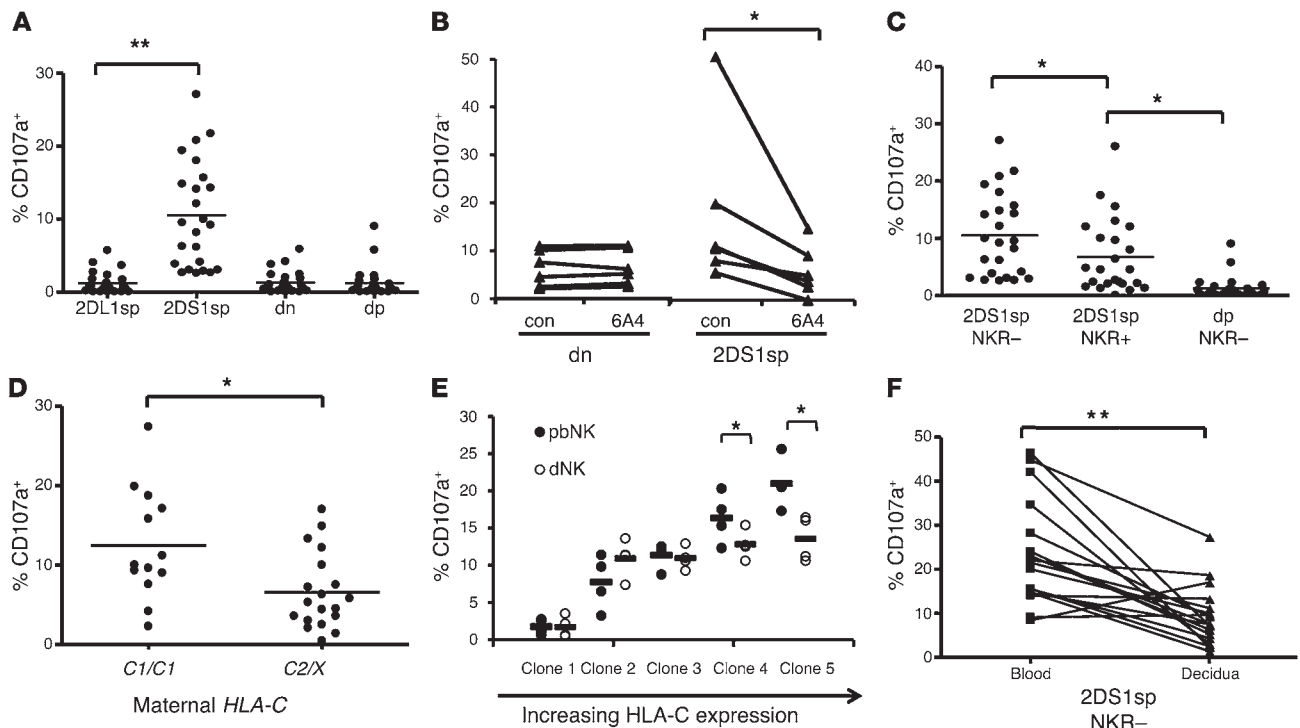 A
**
% CD107a+
30
20
10
0
2DL1sp 2DS1sp dn dp
B
*
% CD107a+
50
40
30
20
10
0
con 6A4 con 6A4
dn 2DS1sp
C
*
*
% CD107a+
40
30
20
10
0
2DS1sp 2DS1sp dp
NKR– NKR+ NKR–
D
*
% CD107a+
30
20
10
0
C1/C1 C2/X
Maternal HLA-C
E
pbNK
dNK
*
*
% CD107a+
30
25
20
15
10
5
0
Clone 1 Clone 2 Clone 3 Clone 4 Clone 5
Increasing HLA-C expression
F
**
% CD107a+
50
40
30
20
10
0
Blood Decidua
2DS1sp
NKR–